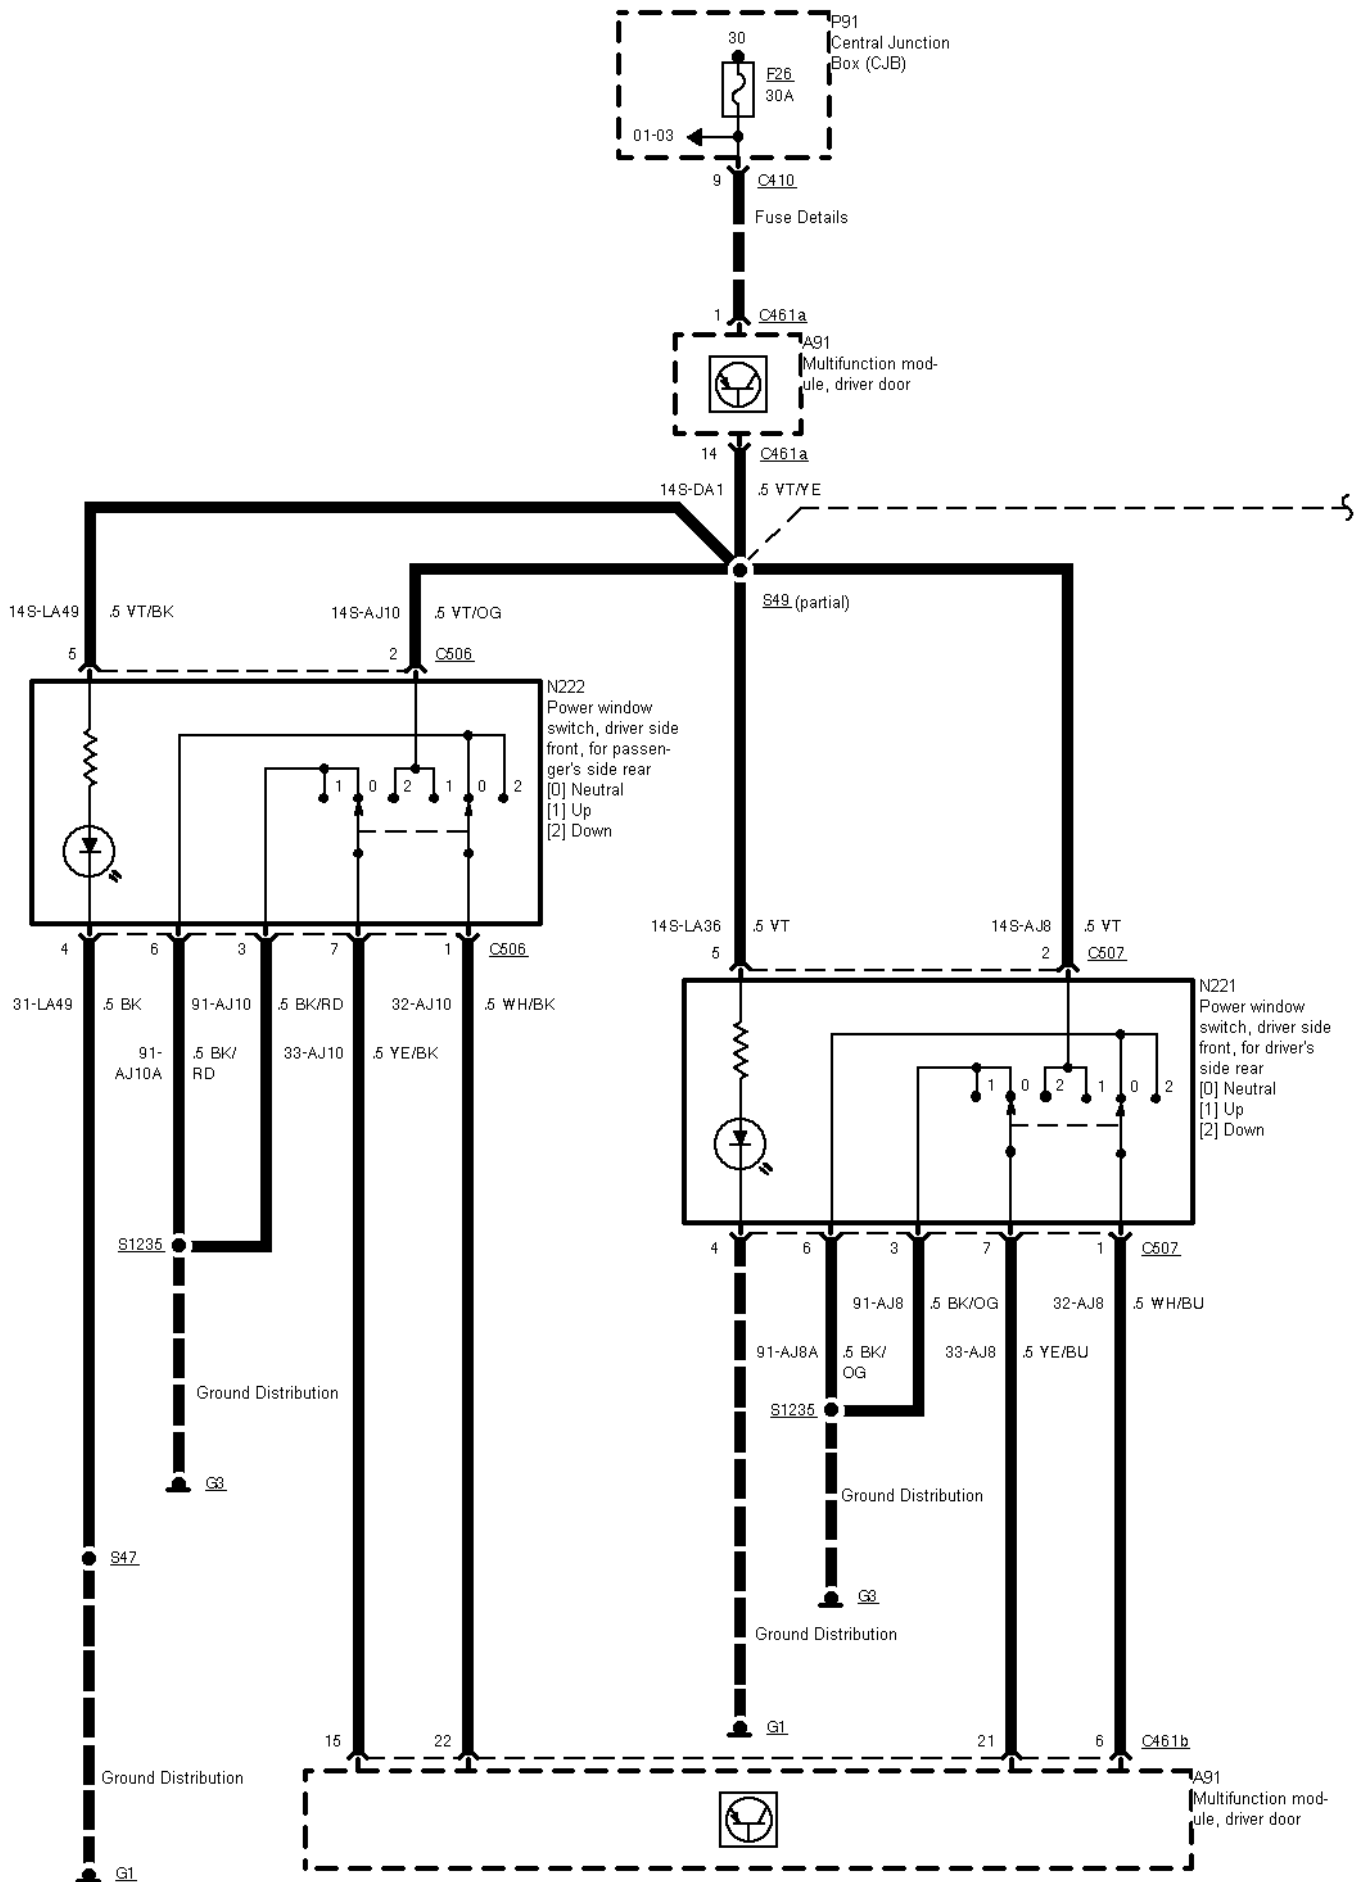 P91
30
Central Junction
Box (CJB)
F26
30A
01-03
9 C410
Fuse Details
1 C461a
A91
Multifunction mod-
ule, driver door
14 C461a
14S-DA1 .5 VT/YE
S49 (partial)
14S-LA49 .5 VT/BK 14S-AJ10 .5 VT/OG
5 2 C506
N222
Power window
switch, driver side
front, for passen-
ger's side rear
[0] Neutral
[1] Up
[2] Down
1 0 2 1 0 2
14S-LA36 .5 VT 14S-AJ8 .5 VT
4 6 3 7 1 C506
5 2 C507
N221
Power window
switch, driver side
front, for driver's
side rear
[0] Neutral
[1] Up
[2] Down
31-LA49 .5 BK 91-AJ10 .5 BK/RD 32-AJ10 .5 WH/BK
91- .5 BK/ 33-AJ10 .5 YE/BK
AJ10A RD
1 0 2 1 0 2
S1235
4 6 3 7 1 C507
91-AJ8 .5 BK/OG 32-AJ8 .5 WH/BU
91-AJ8A .5 BK/ 33-AJ8 .5 YE/BU
OG
Ground Distribution
S1235
G3
Ground Distribution
S47
G3
Ground Distribution
G1
15 22 21 6 C461b
Ground Distribution
A91
Multifunction mod-
ule, driver door
G1